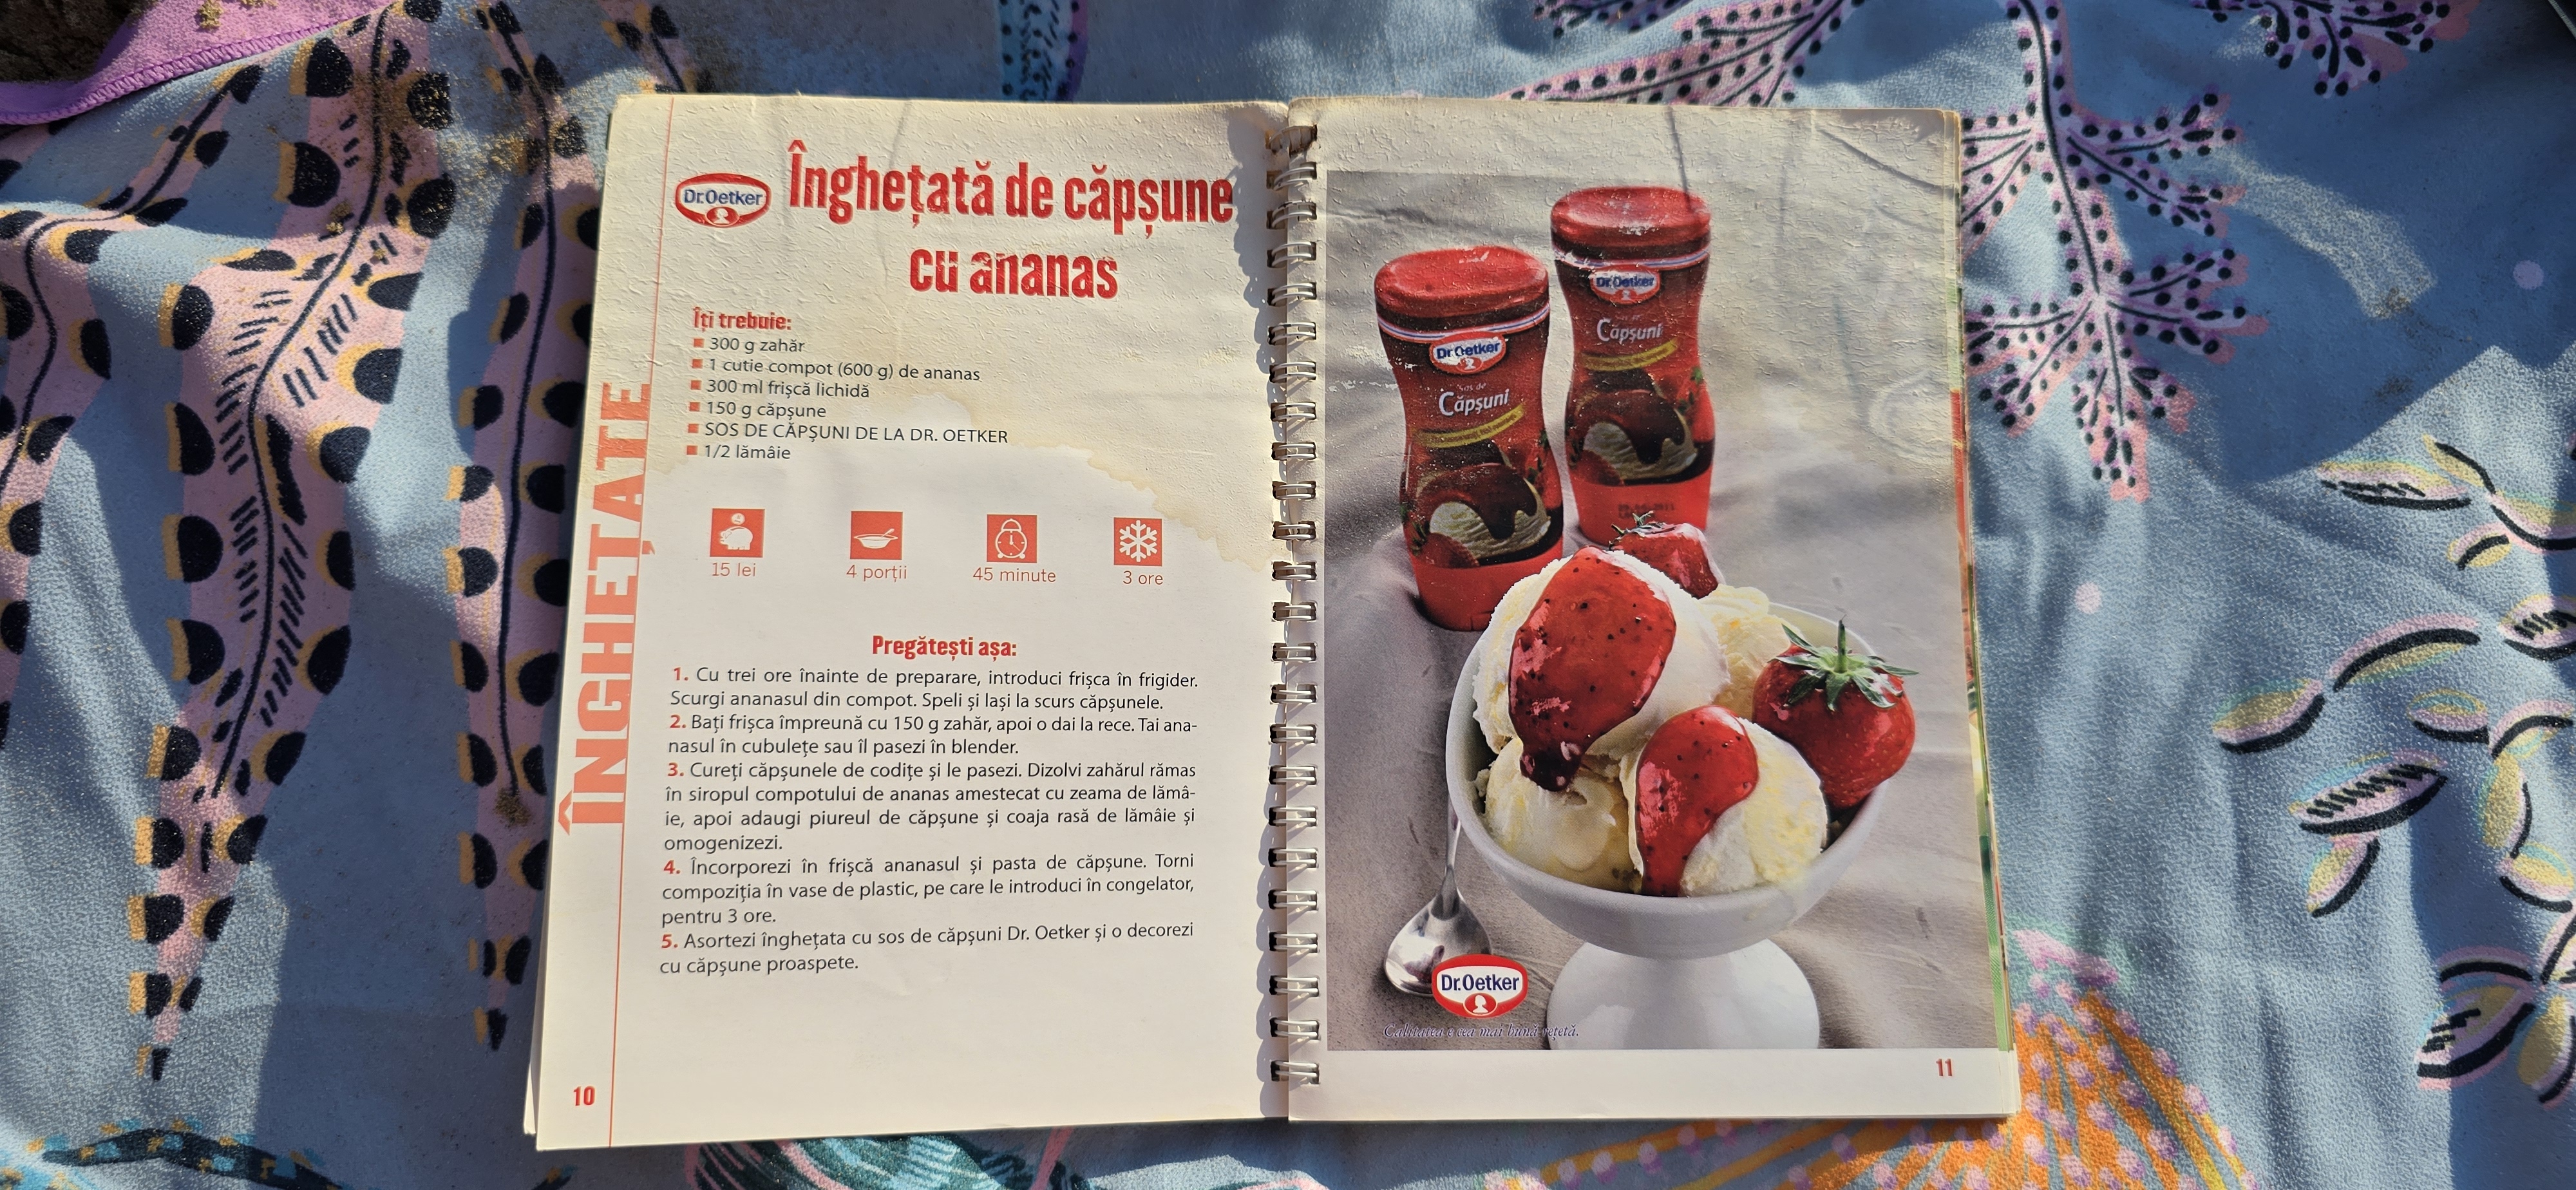 ÎNGHEȚATE
10
Dr.Oetker
Înghețată de căpșune
cu ananas
Îți trebuie:
300 g zahăr
1 cutie compot (600 g) de ananas
300 ml frișcă lichidă
150 g căpșune
SOS DE CĂPȘUNI DE LA DR. OETKER
1/2 lămâie
15 lei
4 porții
45 minute
3 ore
Pregătești așa:
1. Cu trei ore înainte de preparare, introduci frișca în frigider.
Scurgi ananasul din compot. Speli și lași la scurs căpșunele.
2. Bați frișca împreună cu 150 g zahăr, apoi o dai la rece. Tai ana-
nasul în cubulețe sau îl pasezi în blender.
3. Cureți căpșunele de codițe și le pasezi. Dizolvi zahărul rămas
în siropul compotului de ananas amestecat cu zeama de lămâ-
ie, apoi adaugi piureul de căpșune și coaja rasă de lămâie și
omogenizezi.
4. Încorporezi în frișcă ananasul și pasta de căpșune. Torni
compoziția în vase de plastic, pe care le introduci în congelator,
pentru 3 ore.
5. Asortezi înghețata cu sos de căpșuni Dr. Oetker și o decorezi
cu căpșune proaspete.
Dr.Oetker
Sos de
Căpșuni
Dr.Oetker
Căpșuni
Dr.Oetker
Calitatea e cea mai bună rețetă.
11